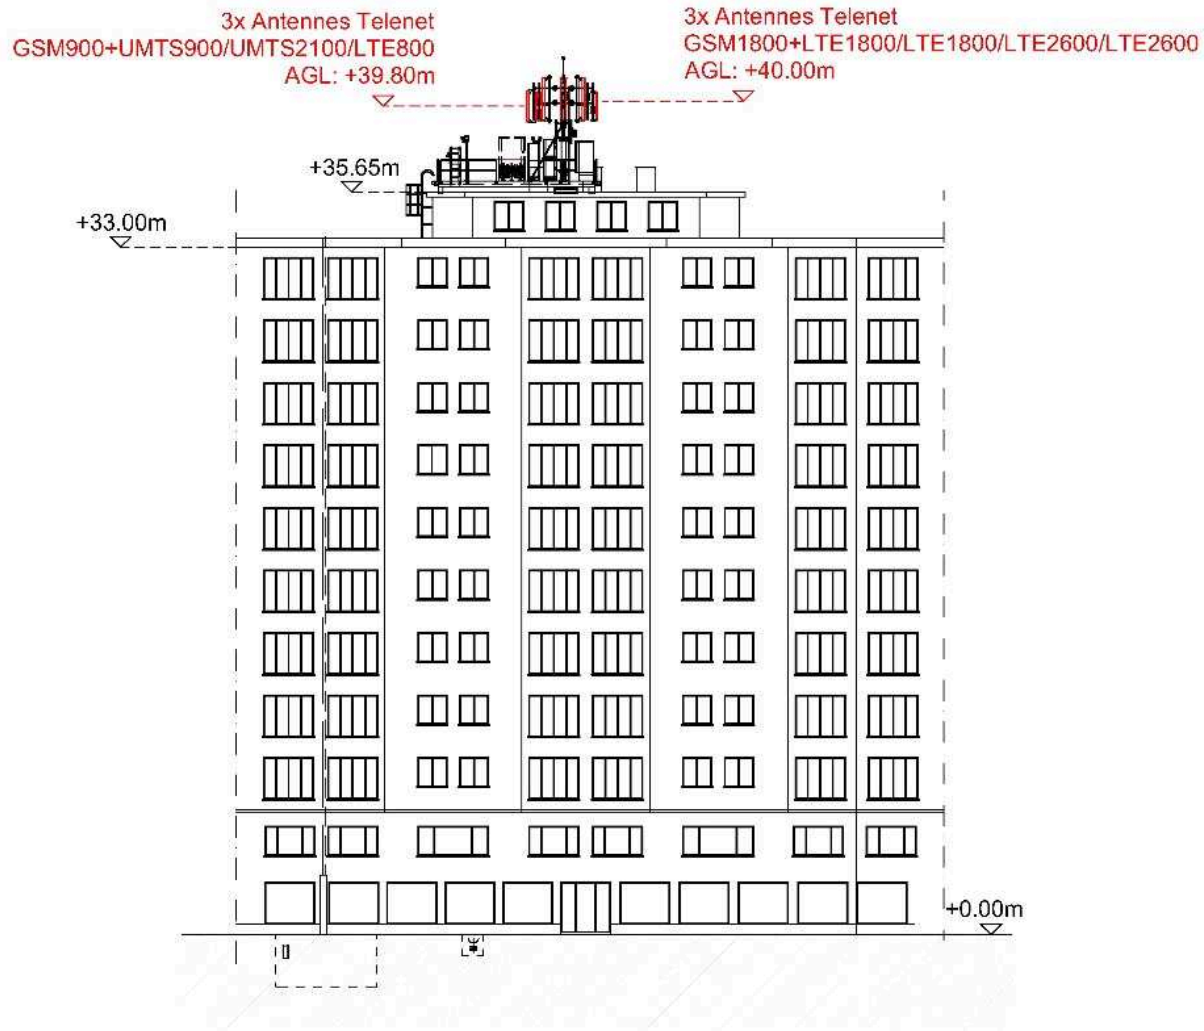 3x Antennes Telenet
GSM900+UMTS900/UMTS2100/LTE800
AGL: +39.80m
3x Antennes Telenet
GSM1800+LTE1800/LTE1800/LTE2600/LTE2600
AGL: +40.00m
+35.65m
+33.00m
+0.00m